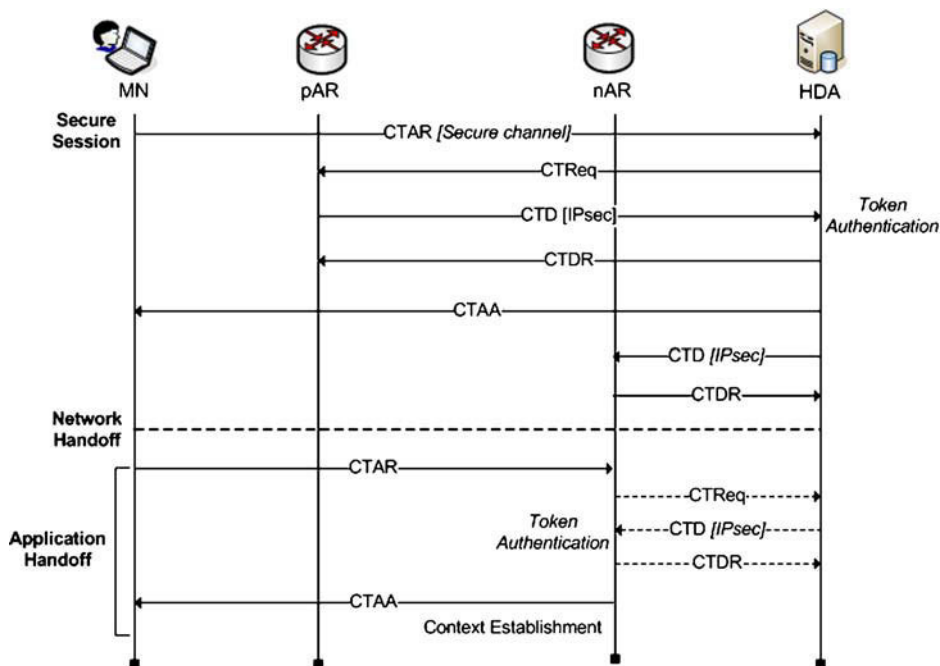 MN
pAR
nAR
HDA
Secure
Session
CTAR [Secure channel]
CTReq
CTD [IPsec]
Token
Authentication
CTDR
CTAA
CTD [IPsec]
CTDR
Network
Handoff
CTAR
CTReq
Application
Handoff
Token
Authentication
CTD [IPsec]
CTDR
CTAA
Context Establishment